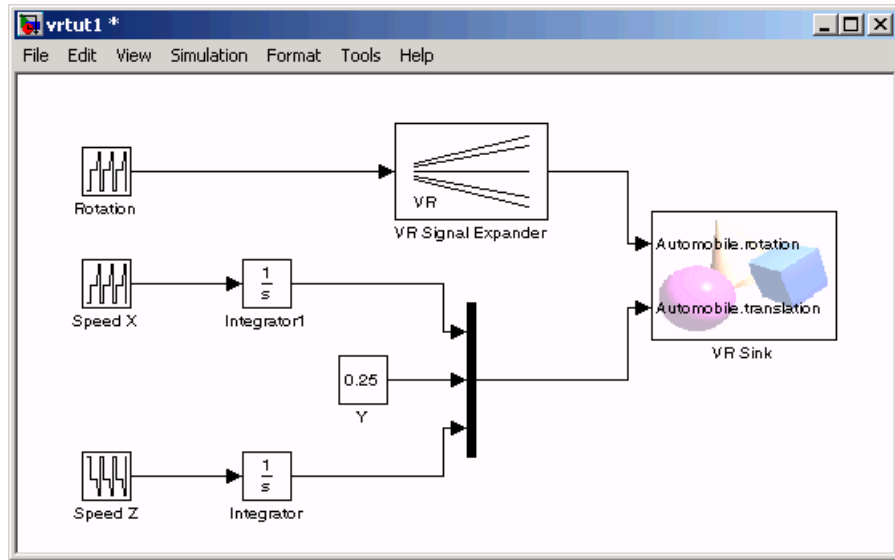 vrtut1 *
File Edit View Simulation Format Tools Help
VR
Rotation
VR Signal Expander
Automobile.rotation
1
s
Speed X
Integrator1
Automobile.translation
VR Sink
0.25
Y
1
s
Speed Z
Integrator